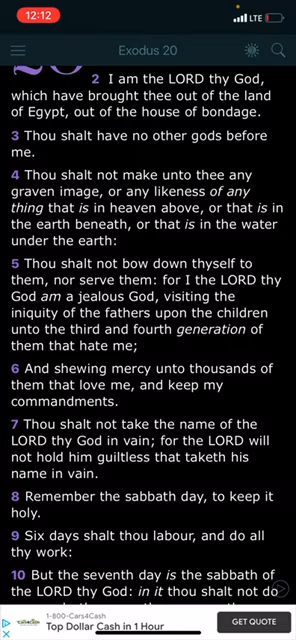 12:12
LTE
Exodus 20
2 I am the LORD thy God,
which have brought thee out of the land
of Egypt, out of the house of bondage.
3 Thou shalt have no other gods before
me.
4 Thou shalt not make unto thee any
graven image, or any likeness of any
thing that is in heaven above, or that is in
the earth beneath, or that is in the water
under the earth:
5 Thou shalt not bow down thyself to
them, nor serve them: for I the LORD thy
God am a jealous God, visiting the
iniquity of the fathers upon the children
unto the third and fourth generation of
them that hate me;
6 And shewing mercy unto thousands of
them that love me, and keep my
commandments.
7 Thou shalt not take the name of the
LORD thy God in vain; for the LORD will
not hold him guiltless that taketh his
name in vain.
8 Remember the sabbath day, to keep it
holy.
9 Six days shalt thou labour, and do all
thy work:
10 But the seventh day is the sabbath of
the LORD thy God: in it thou shalt not do
1-800-Cars4Cash
Top Dollar Cash in 1 Hour
GET QUOTE